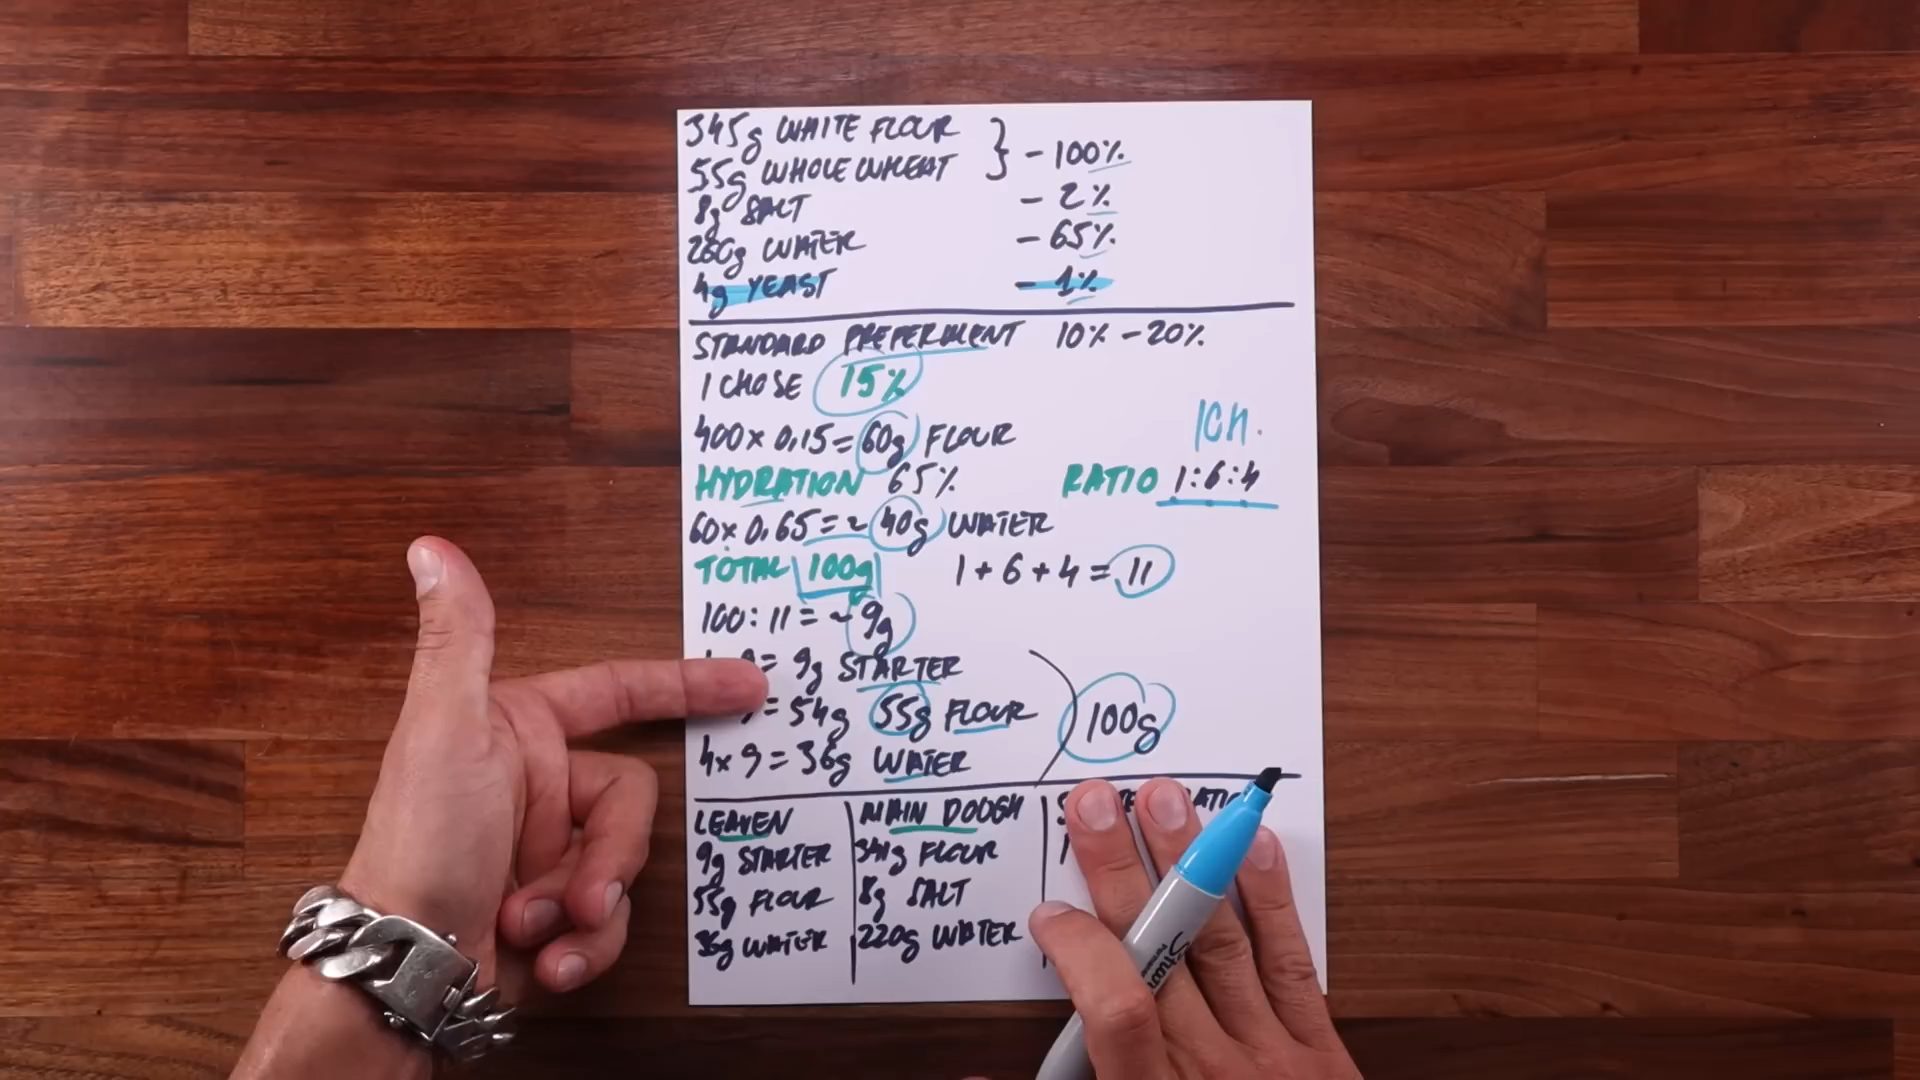 345g WHITE FLOUR
55g WHOLE WHEAT } - 100%
8g SALT - 2%
260g WATER - 65%
4g YEAST - 1%
STANDARD PREFERMENT 10% - 20%
I CHOSE 15%
400 x 0,15 = 60g FLOUR
HYDRATION 65%
RATIO 1:6:4
60 x 0,65 = ~ 40g WATER
TOTAL 100g
1 + 6 + 4 = 11
100 : 11 = ~ 9g
= 9g STARTER
= 54g 55g FLOUR
4 x 9 = 36g WATER
100g
LEAVEN
9g STARTER
55g FLOUR
36g WATER
MAIN DOUGH
341g FLOUR
8g SALT
220g WATER